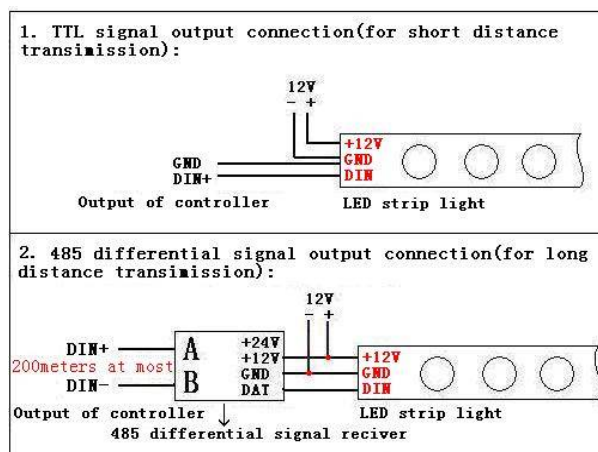 1. TTL signal output connection(for short distance
transimission):
12V
- +
+12V
GND
GND
DIN+
DIN
Output of controller
LED strip light
2. 485 differential signal output connection(for long
distance transimission):
12V
- +
DIN+
A
+24V
+12V
+12V
200meters at most
GND
GND
DIN-
B
DAT
DIN
Output of controller
LED strip light
485 differential signal reciver